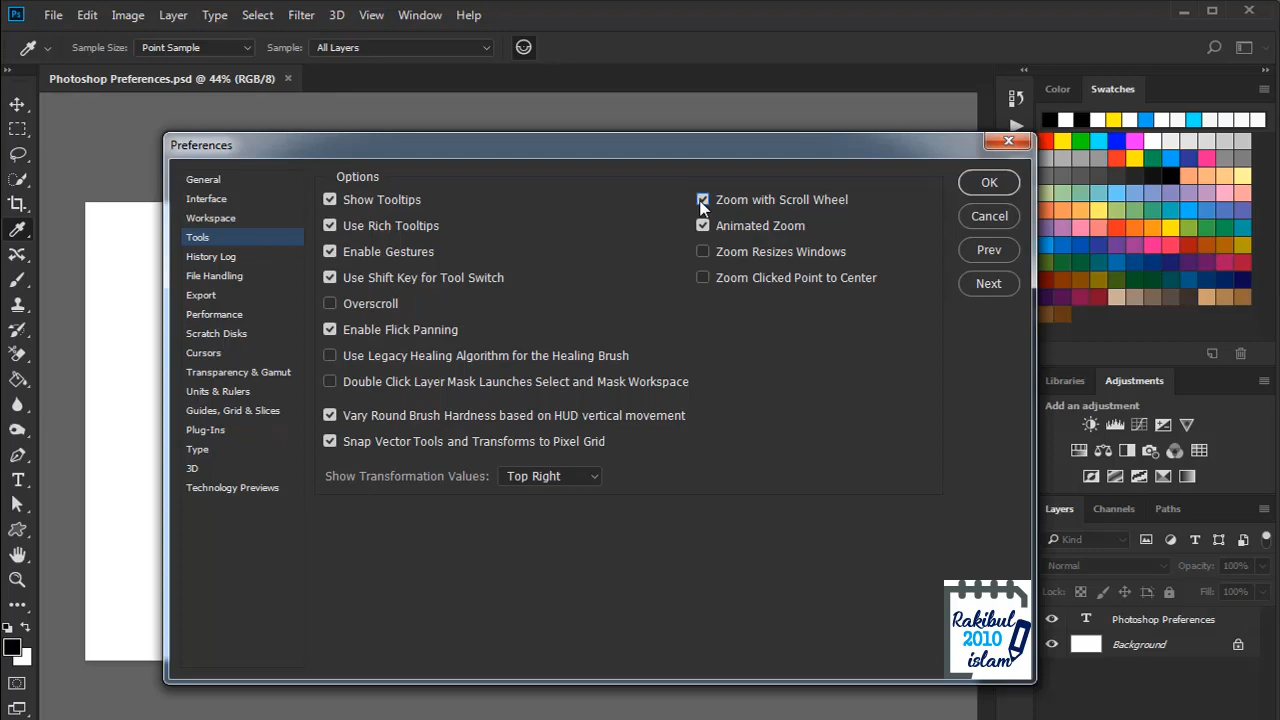 Ps File Edit Image Layer Type Select Filter 3D View Window Help
Sample Size: Point Sample Sample: All Layers
Photoshop Preferences.psd @ 44% (RGB/8)
Color Swatches
Preferences
General
Interface
Workspace
Tools
History Log
File Handling
Export
Performance
Scratch Disks
Cursors
Transparency & Gamut
Units & Rulers
Guides, Grid & Slices
Plug-Ins
Type
3D
Technology Previews
Options
Show Tooltips
Use Rich Tooltips
Enable Gestures
Use Shift Key for Tool Switch
Overscroll
Enable Flick Panning
Use Legacy Healing Algorithm for the Healing Brush
Double Click Layer Mask Launches Select and Mask Workspace
Vary Round Brush Hardness based on HUD vertical movement
Snap Vector Tools and Transforms to Pixel Grid
Show Transformation Values: Top Right
Zoom with Scroll Wheel
Animated Zoom
Zoom Resizes Windows
Zoom Clicked Point to Center
OK
Cancel
Prev
Next
Libraries Adjustments
Add an adjustment
Layers Channels Paths
Kind
Normal Opacity: 100%
Lock: Fill: 100%
T Photoshop Preferences
Background
Rakibul
2010
islam